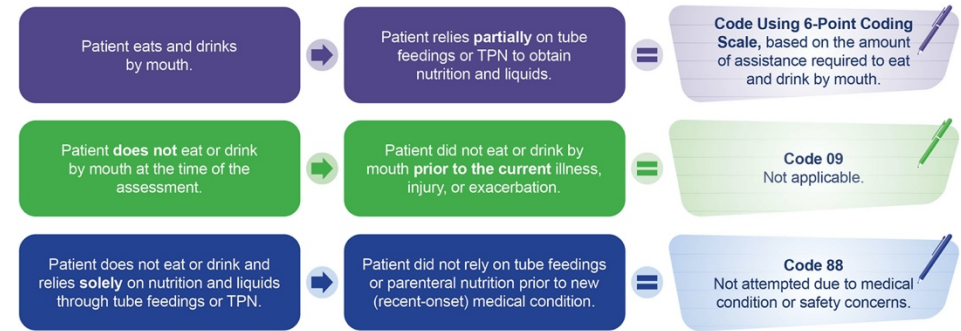 Patient eats and drinks
by mouth.
Patient relies partially on tube
feedings or TPN to obtain
nutrition and liquids.
Code Using 6-Point Coding
Scale, based on the amount
of assistance required to eat
and drink by mouth.
Patient does not eat or drink
by mouth at the time of the
assessment.
Patient did not eat or drink by
mouth prior to the current illness,
injury, or exacerbation.
Code 09
Not applicable.
Patient does not eat or drink and
relies solely on nutrition and liquids
through tube feedings or TPN.
Patient did not rely on tube feedings
or parenteral nutrition prior to new
(recent-onset) medical condition.
Code 88
Not attempted due to medical
condition or safety concerns.